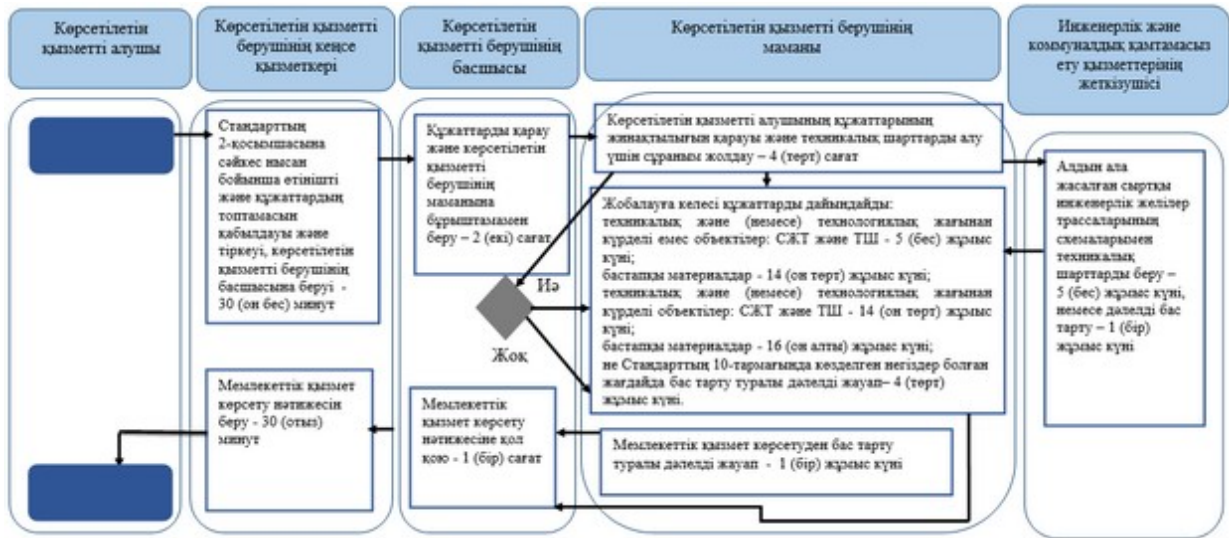 Көрсетілетін
қызметті алушы
Көрсетілетін қызметті
берушінің кеңсе
қызметкері
Көрсетілетін
қызметті берушінің
басшысы
Көрсетілетін қызметті берушінің
маманы
Инженерлік және
коммуналдық қамтамасыз
ету қызметтерінің
жеткізушісі
Стандарттың
2-қосымшасына
сәйкес нысан
бойынша өтінішті
және құжаттардың
топтамасын
қабылдауы және
тіркеуі, көрсетілетін
қызметті берушінің
басшысына беруі -
30 (он бес) минут
Құжаттарды қарау
және көрсетілетін
қызметті
берушінің
маманына
бұрыштамамен
беру – 2 (екі) сағат
Көрсетілетін қызметті алушының құжаттарының
жинақтылығын қарауы және техникалық шарттарды алу
үшін сұраным жолдау – 4 (төрт) сағат
Жобалауға келесі құжаттарды дайындайды:
техникалық және (немесе) технологиялық жағынан
күрделі емес объектілер: СЖТ және ТШ - 5 (бес) жұмыс
күні;
бастапқы материалдар - 14 (он төрт) жұмыс күні;
техникалық және (немесе) технологиялық жағынан
күрделі объектілер: СЖТ және ТШ - 14 (он төрт) жұмыс
күні;
бастапқы материалдар - 16 (он алты) жұмыс күні;
не Стандарттың 10-тармағында көзделген негіздер болған
жағдайда бас тарту туралы дәлелді жауап– 4 (төрт)
жұмыс күні.
Алдын ала
жасалған сыртқы
инженерлік желілер
трассаларының
схемаларымен
техникалық
шарттарды беру –
5 (бес) жұмыс күні,
немесе дәлелді бас
тарту – 1 (бір)
жұмыс күні
Иә
Жоқ
Мемлекеттік қызмет
көрсету нәтижесін
беру - 30 (отыз)
минут
Мемлекеттік
қызмет көрсету
нәтижесіне қол
қою - 1 (бір) сағат
Мемлекеттік қызмет көрсетуден бас тарту
туралы дәлелді жауап - 1 (бір) жұмыс күні